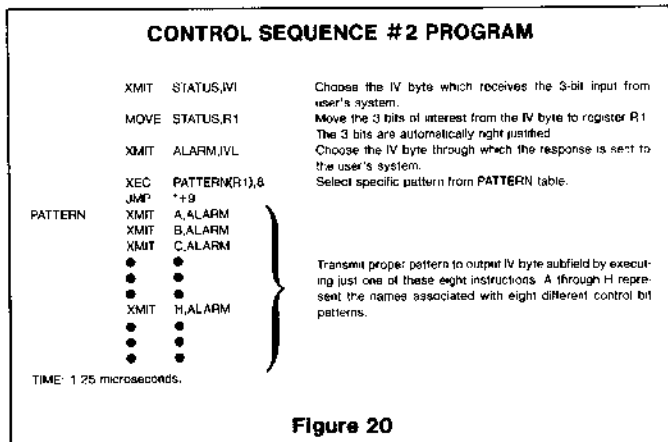 CONTROL SEQUENCE #2 PROGRAM
XMIT STATUS,IVL Choose the IV byte which receives the 3-bit input from
user's system.
MOVE STATUS,R1 Move the 3 bits of interest from the IV byte to register R1
The 3 bits are automatically right justified
XMIT ALARM,IVL Choose the IV byte through which the response is sent to
the user's system.
XEC PATTERN(R1),8 Select specific pattern from PATTERN table.
JMP *+9
PATTERN XMIT A,ALARM
XMIT B,ALARM
XMIT C,ALARM
Transmit proper pattern to output IV byte subfield by execut-
ing just one of these eight instructions. A through H repre-
sent the names associated with eight different control bit
patterns.
XMIT H,ALARM
TIME: 1.25 microseconds.
Figure 20